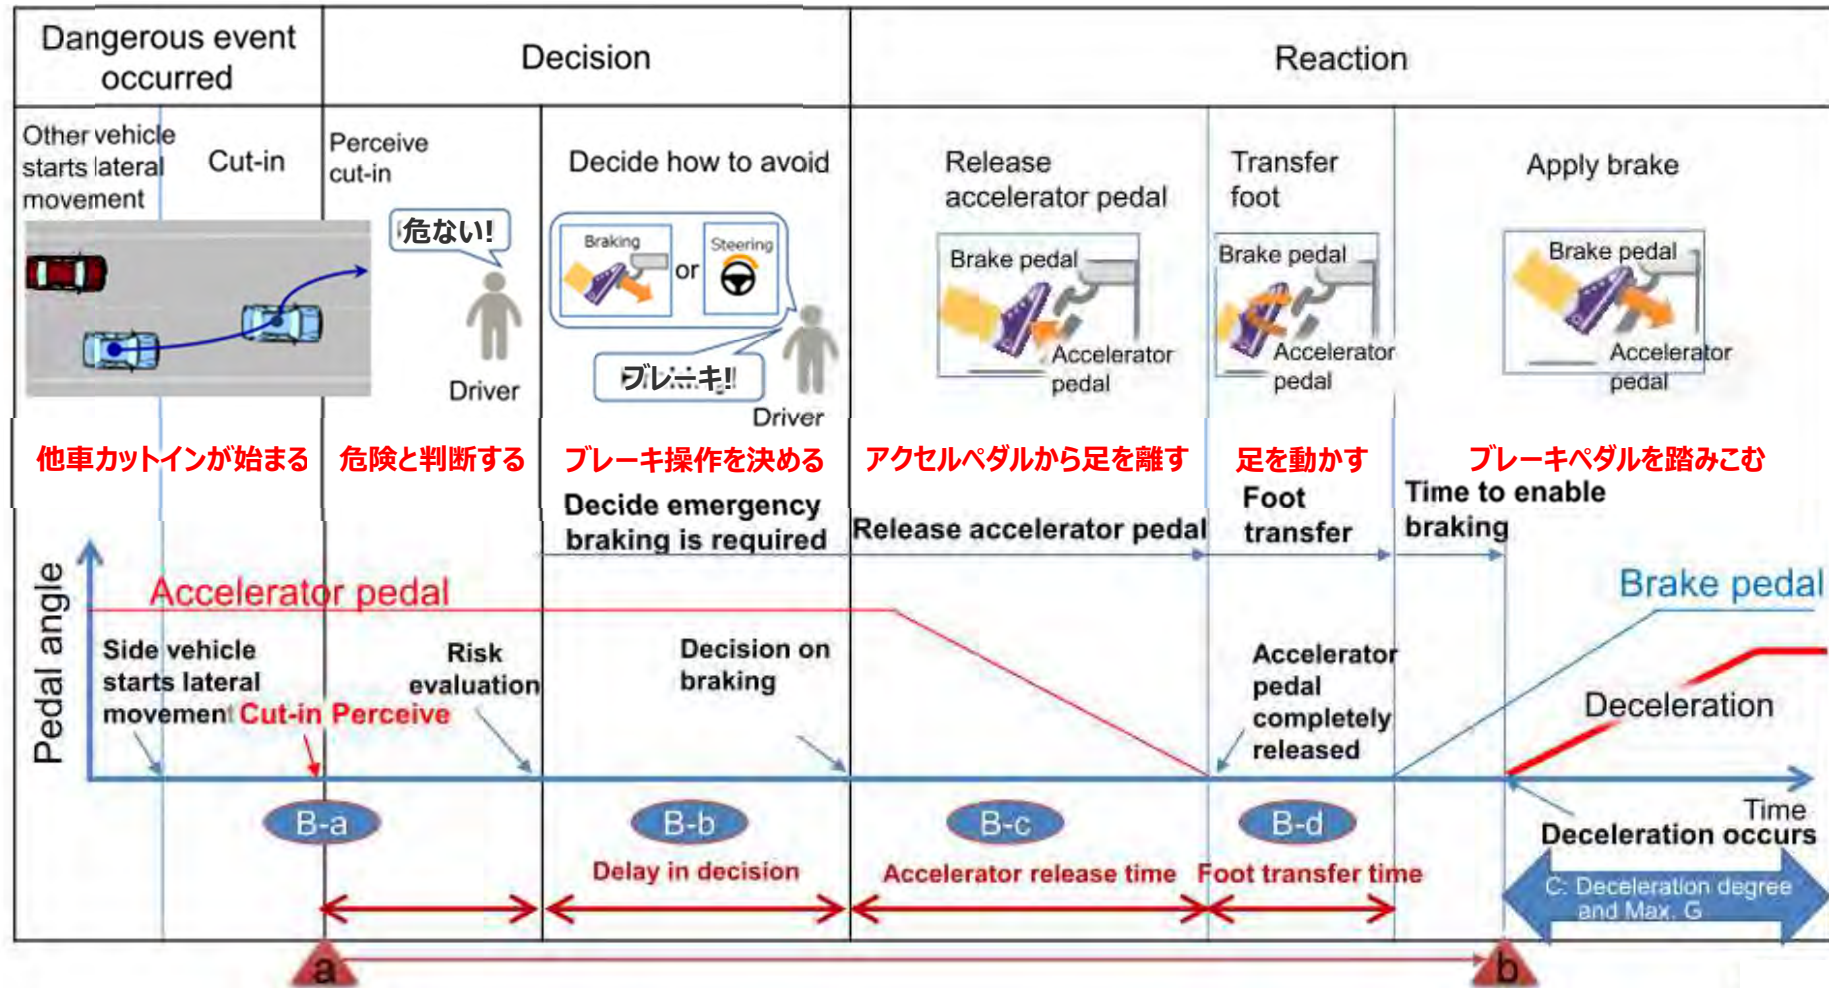 Dangerous event
occurred
Decision
Reaction
Other vehicle
starts lateral
movement
Cut-in
Perceive
cut-in
Decide how to avoid
Release
accelerator pedal
Transfer
foot
Apply brake
危ない!
Driver
Braking
or
Steering
ブレーキ!
Driver
Brake pedal
Accelerator
pedal
Brake pedal
Accelerator
pedal
Brake pedal
Accelerator
pedal
他車カットインが始まる
危険と判断する
ブレーキ操作を決める
アクセルペダルから足を離す
足を動かす
ブレーキペダルを踏みこむ
Decide emergency
braking is required
Release accelerator pedal
Foot
transfer
Time to enable
braking
Pedal angle
Accelerator pedal
Brake pedal
Side vehicle
starts lateral
movement
Cut-in Perceive
Risk
evaluation
Decision on
braking
Accelerator
pedal
completely
released
Deceleration
Time
Deceleration occurs
B-a
B-b
B-c
B-d
Delay in decision
Accelerator release time
Foot transfer time
C: Deceleration degree
and Max. G
a
b